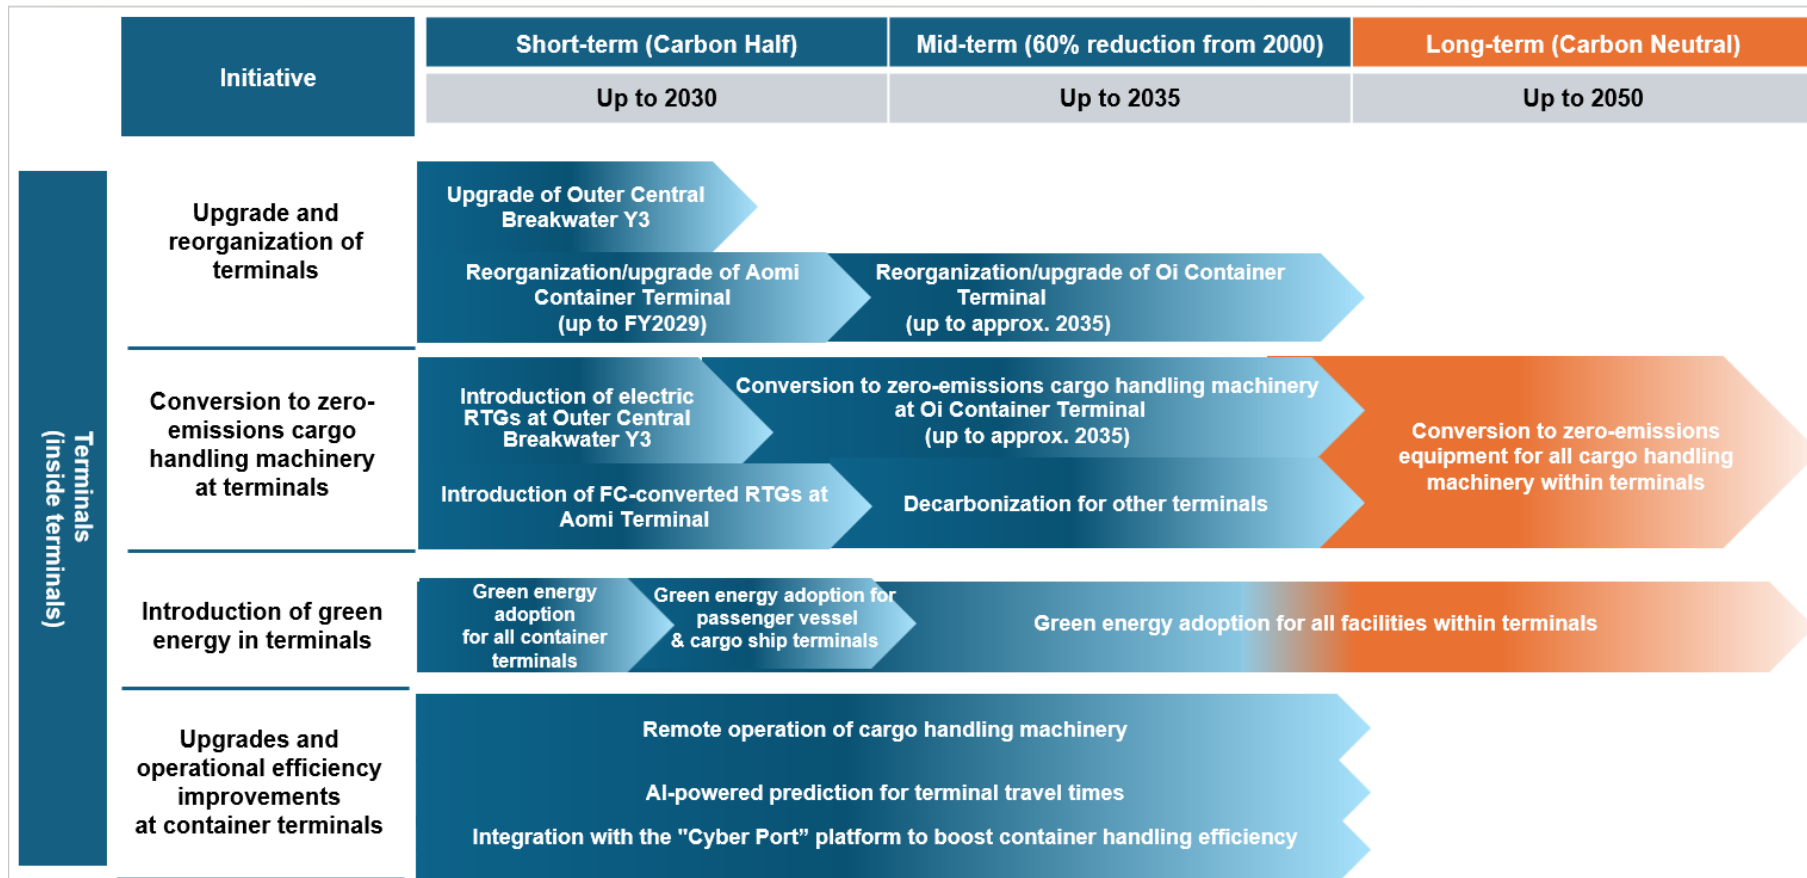 Initiative
Short-term (Carbon Half)
Mid-term (60% reduction from 2000)
Long-term (Carbon Neutral)
Up to 2030
Up to 2035
Up to 2050
Terminals
(inside terminals)
Upgrade and
reorganization of
terminals
Upgrade of Outer Central
Breakwater Y3
Reorganization/upgrade of Aomi
Container Terminal
(up to FY2029)
Reorganization/upgrade of Oi Container
Terminal
(up to approx. 2035)
Conversion to zero-
emissions cargo
handling machinery
at terminals
Introduction of electric
RTGs at Outer Central
Breakwater Y3
Conversion to zero-emissions cargo handling machinery
at Oi Container Terminal
(up to approx. 2035)
Introduction of FC-converted RTGs at
Aomi Terminal
Decarbonization for other terminals
Conversion to zero-emissions
equipment for all cargo handling
machinery within terminals
Introduction of green
energy in terminals
Green energy
adoption
for all container
terminals
Green energy adoption for
passenger vessel
& cargo ship terminals
Green energy adoption for all facilities within terminals
Upgrades and
operational efficiency
improvements
at container terminals
Remote operation of cargo handling machinery
AI-powered prediction for terminal travel times
Integration with the "Cyber Port” platform to boost container handling efficiency